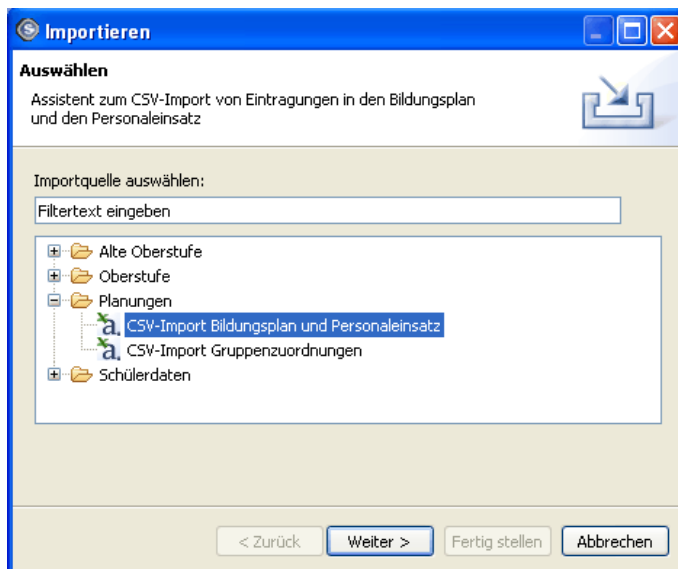 Importieren
Auswählen
Assistent zum CSV-Import von Eintragungen in den Bildungsplan
und den Personaleinsatz
Importquelle auswählen:
Filtertext eingeben
Alte Oberstufe
Oberstufe
Planungen
CSV-Import Bildungsplan und Personaleinsatz
CSV-Import Gruppenzuordnungen
Schülerdaten
< Zurück Weiter > Fertig stellen Abbrechen